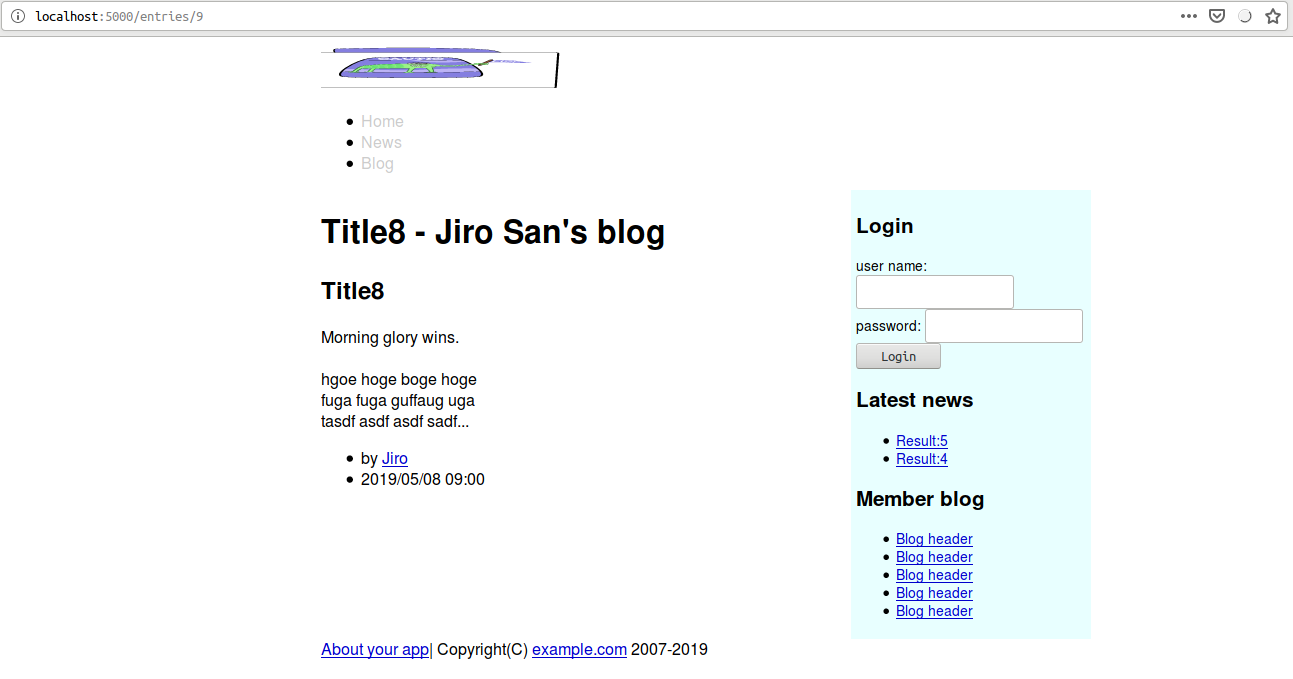 localhost:5000/entries/9
Home
News
Blog
Title8 - Jiro San's blog
Title8
Morning glory wins.
hgoe hoge boge hoge
fuga fuga guffaug uga
tasdf asdf asdf sadf...
by Jiro
2019/05/08 09:00
Login
user name:
password:
Login
Latest news
Result:5
Result:4
Member blog
Blog header
Blog header
Blog header
Blog header
Blog header
About your app| Copyright(C) example.com 2007-2019